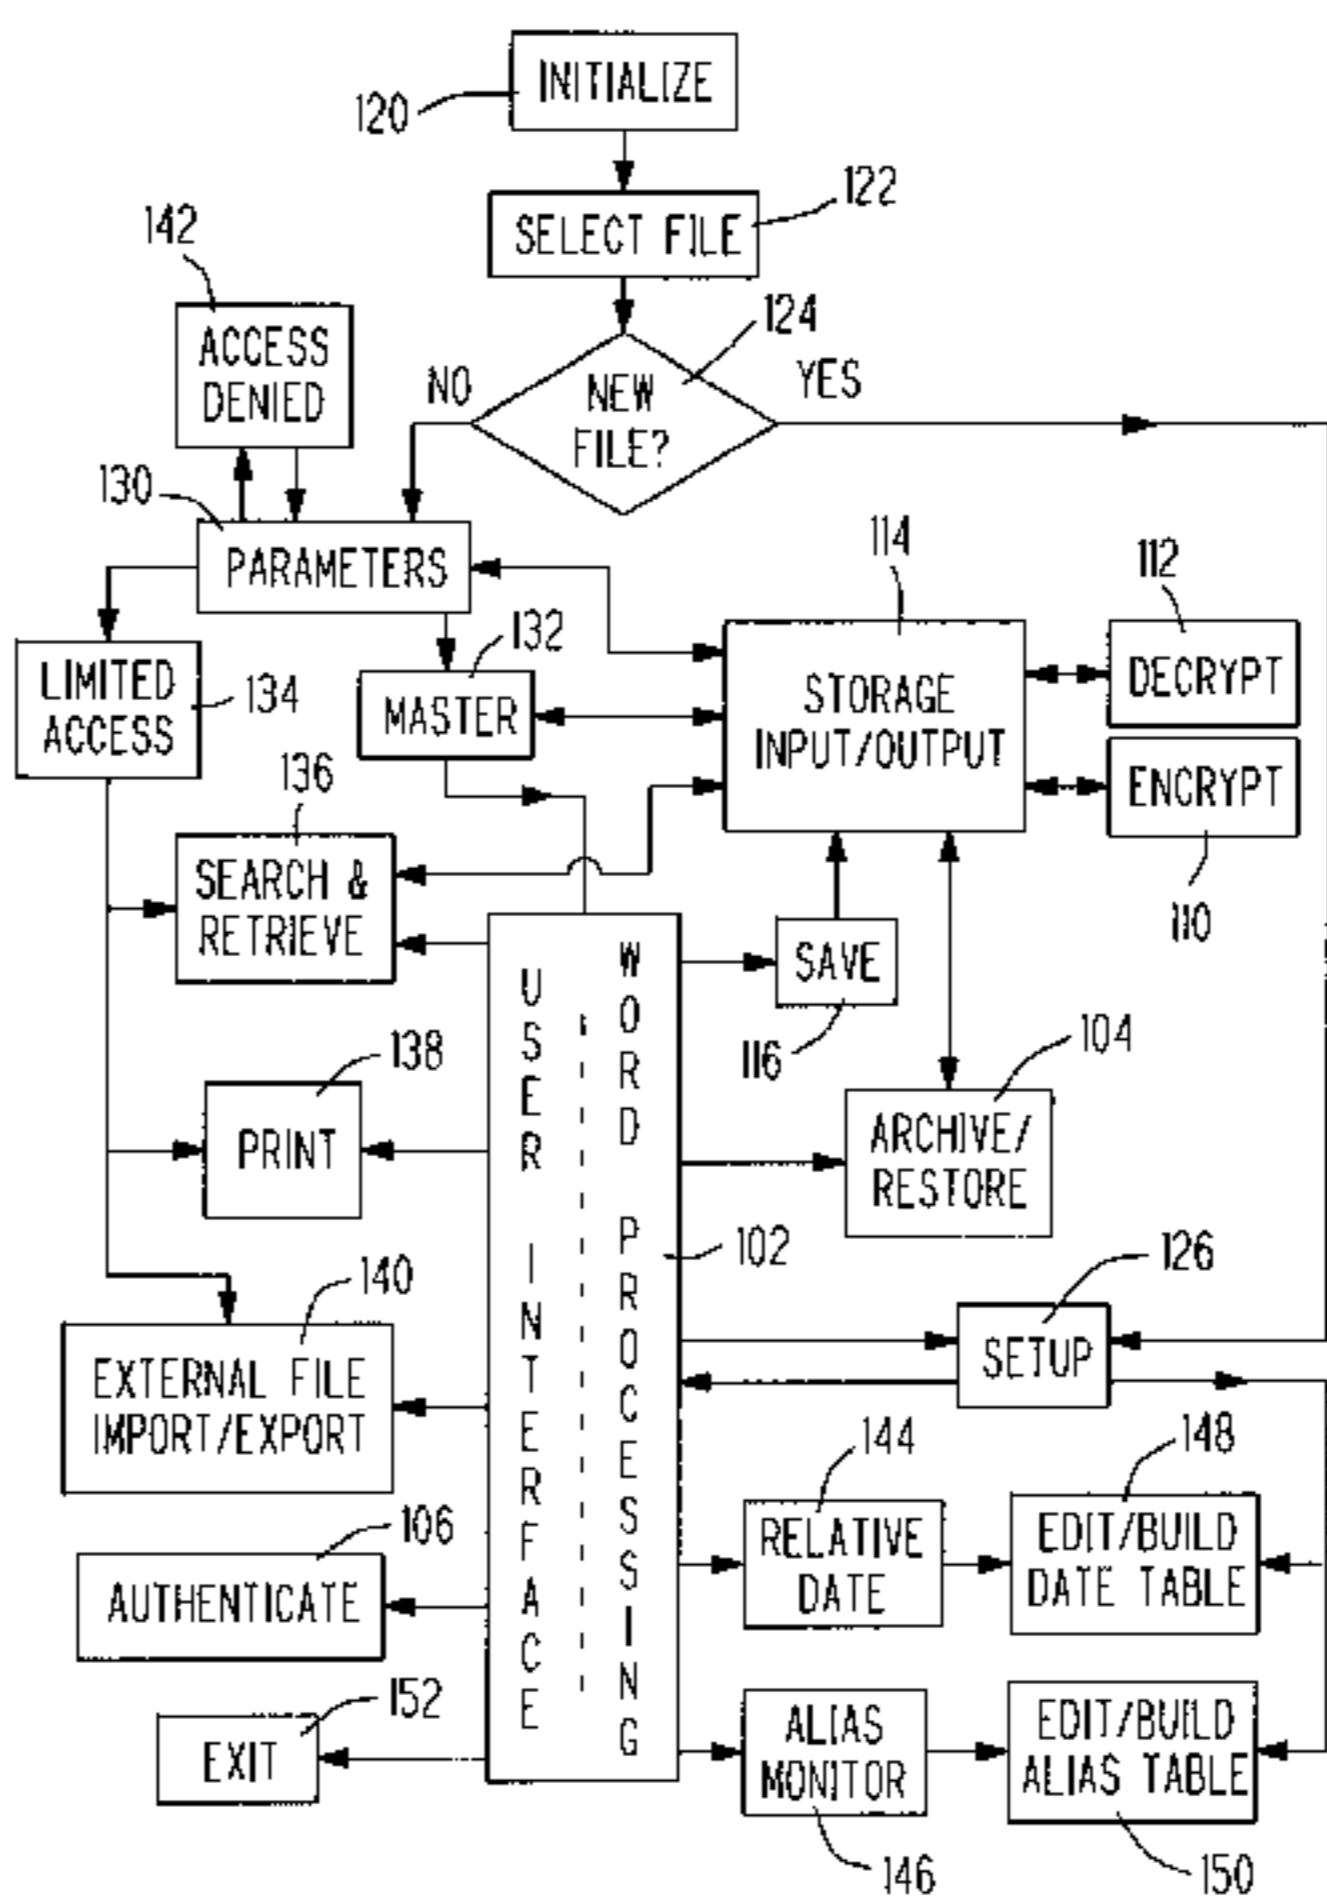 INITIALIZE
120
122
SELECT FILE
142
124
ACCESS
DENIED
NO
YES
NEW
FILE?
130
PARAMETERS
114
112
132
LIMITED
ACCESS
134
MASTER
STORAGE
INPUT/OUTPUT
DECRYPT
136
ENCRYPT
SEARCH &
RETRIEVE
110
SAVE
116
USER INTERFACE
WORD PROCESSING
138
104
PRINT
ARCHIVE/
RESTORE
102
126
140
SETUP
EXTERNAL FILE
IMPORT/EXPORT
144
148
106
RELATIVE
DATE
EDIT/BUILD
DATE TABLE
AUTHENTICATE
152
EXIT
ALIAS
MONITOR
EDIT/BUILD
ALIAS TABLE
146
150